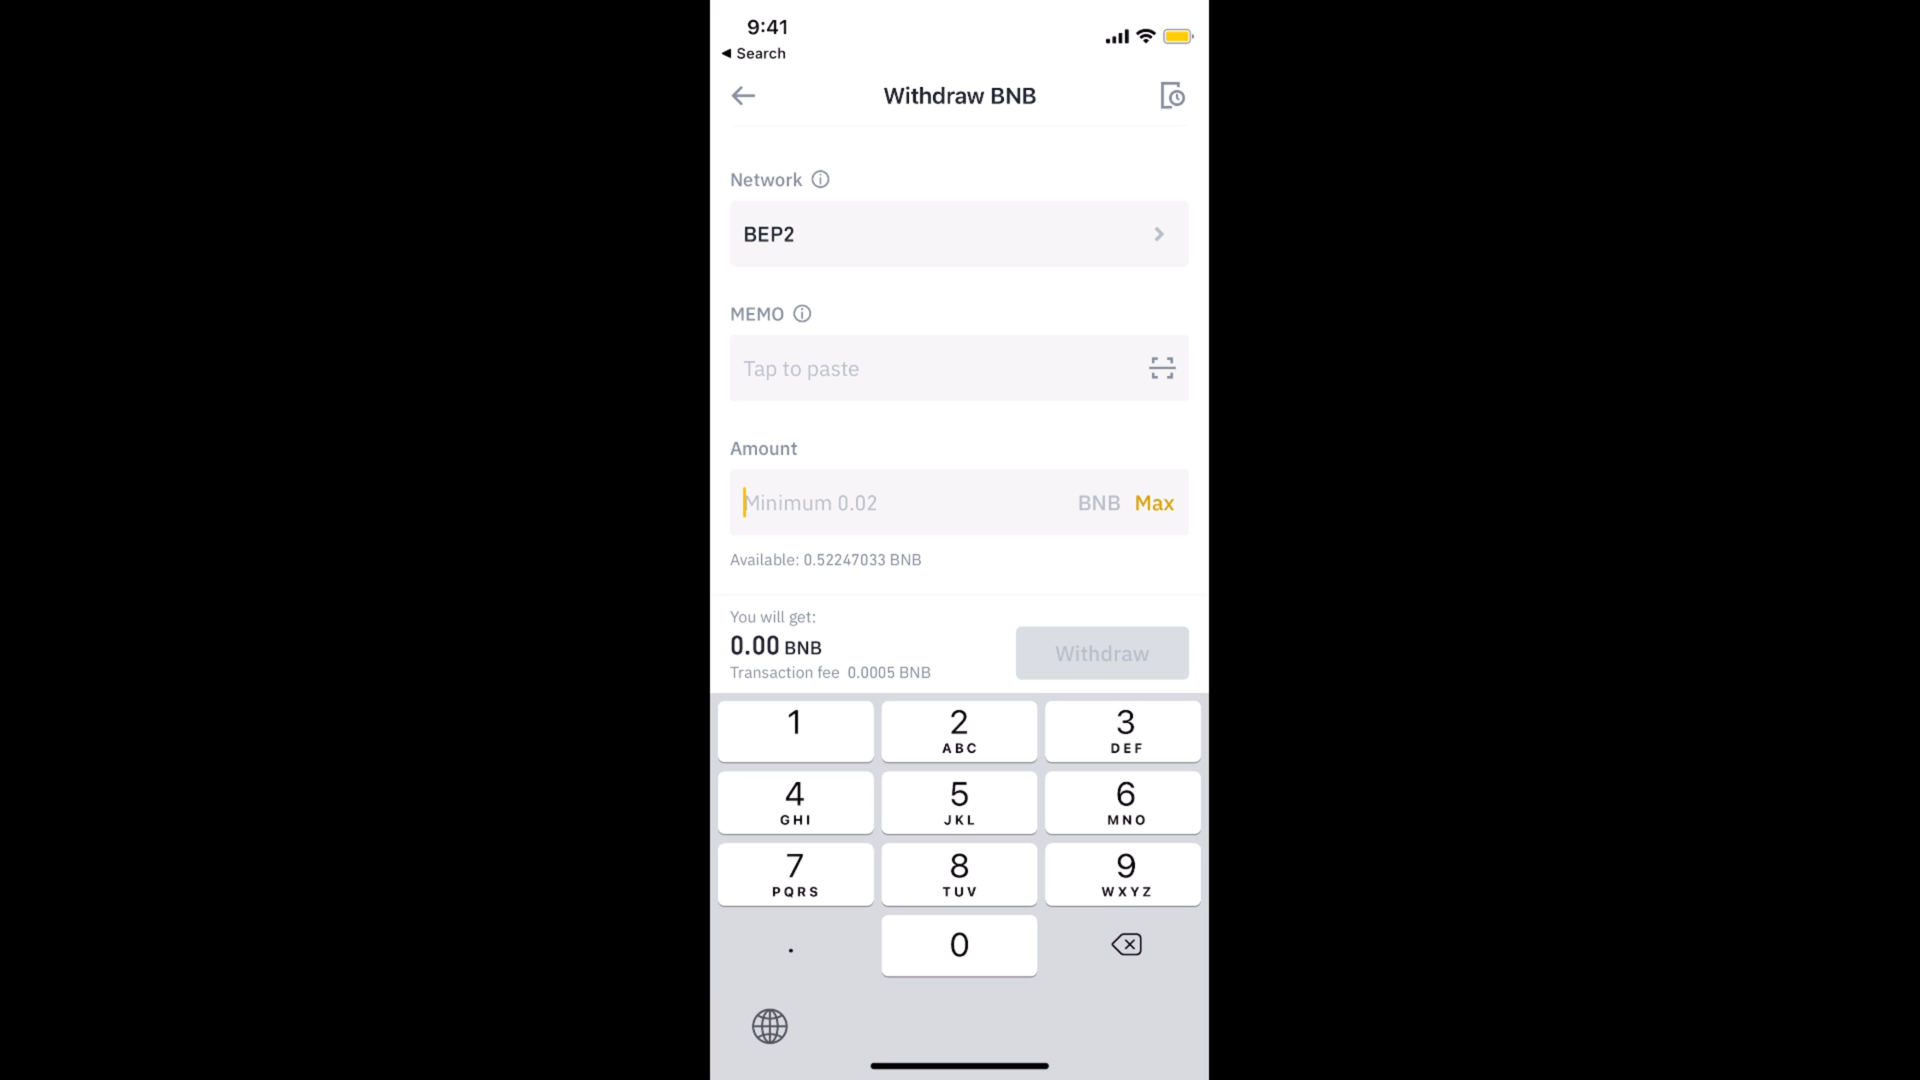 9:41
◀ Search
Withdraw BNB
Network
BEP2
MEMO
Tap to paste
Amount
Minimum 0.02 BNB Max
Available: 0.52247033 BNB
You will get:
0.00 BNB
Transaction fee 0.0005 BNB
Withdraw
1 2 3
ABC DEF
4 5 6
GHI JKL MNO
7 8 9
PQRS TUV WXYZ
. 0